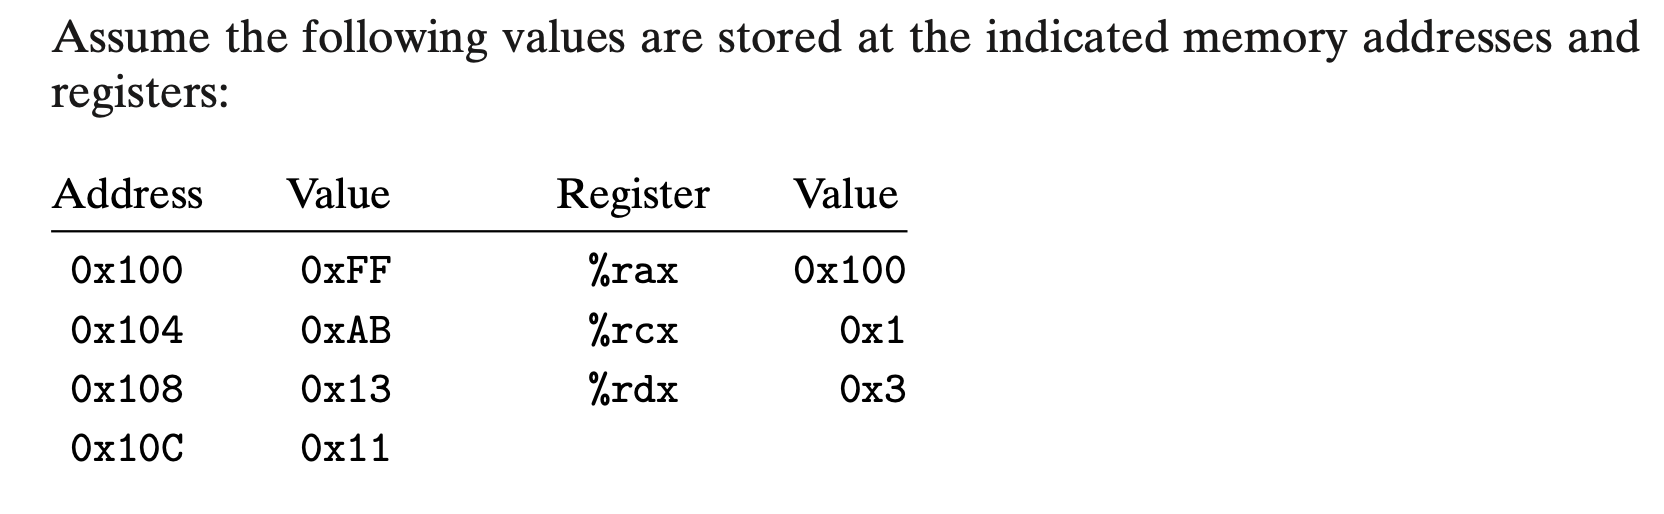 Assume the following values are stored at the indicated memory addresses and
registers:
Address Value Register Value
0x100 0xFF %rax 0x100
0x104 0xAB %rcx 0x1
0x108 0x13 %rdx 0x3
0x10C 0x11